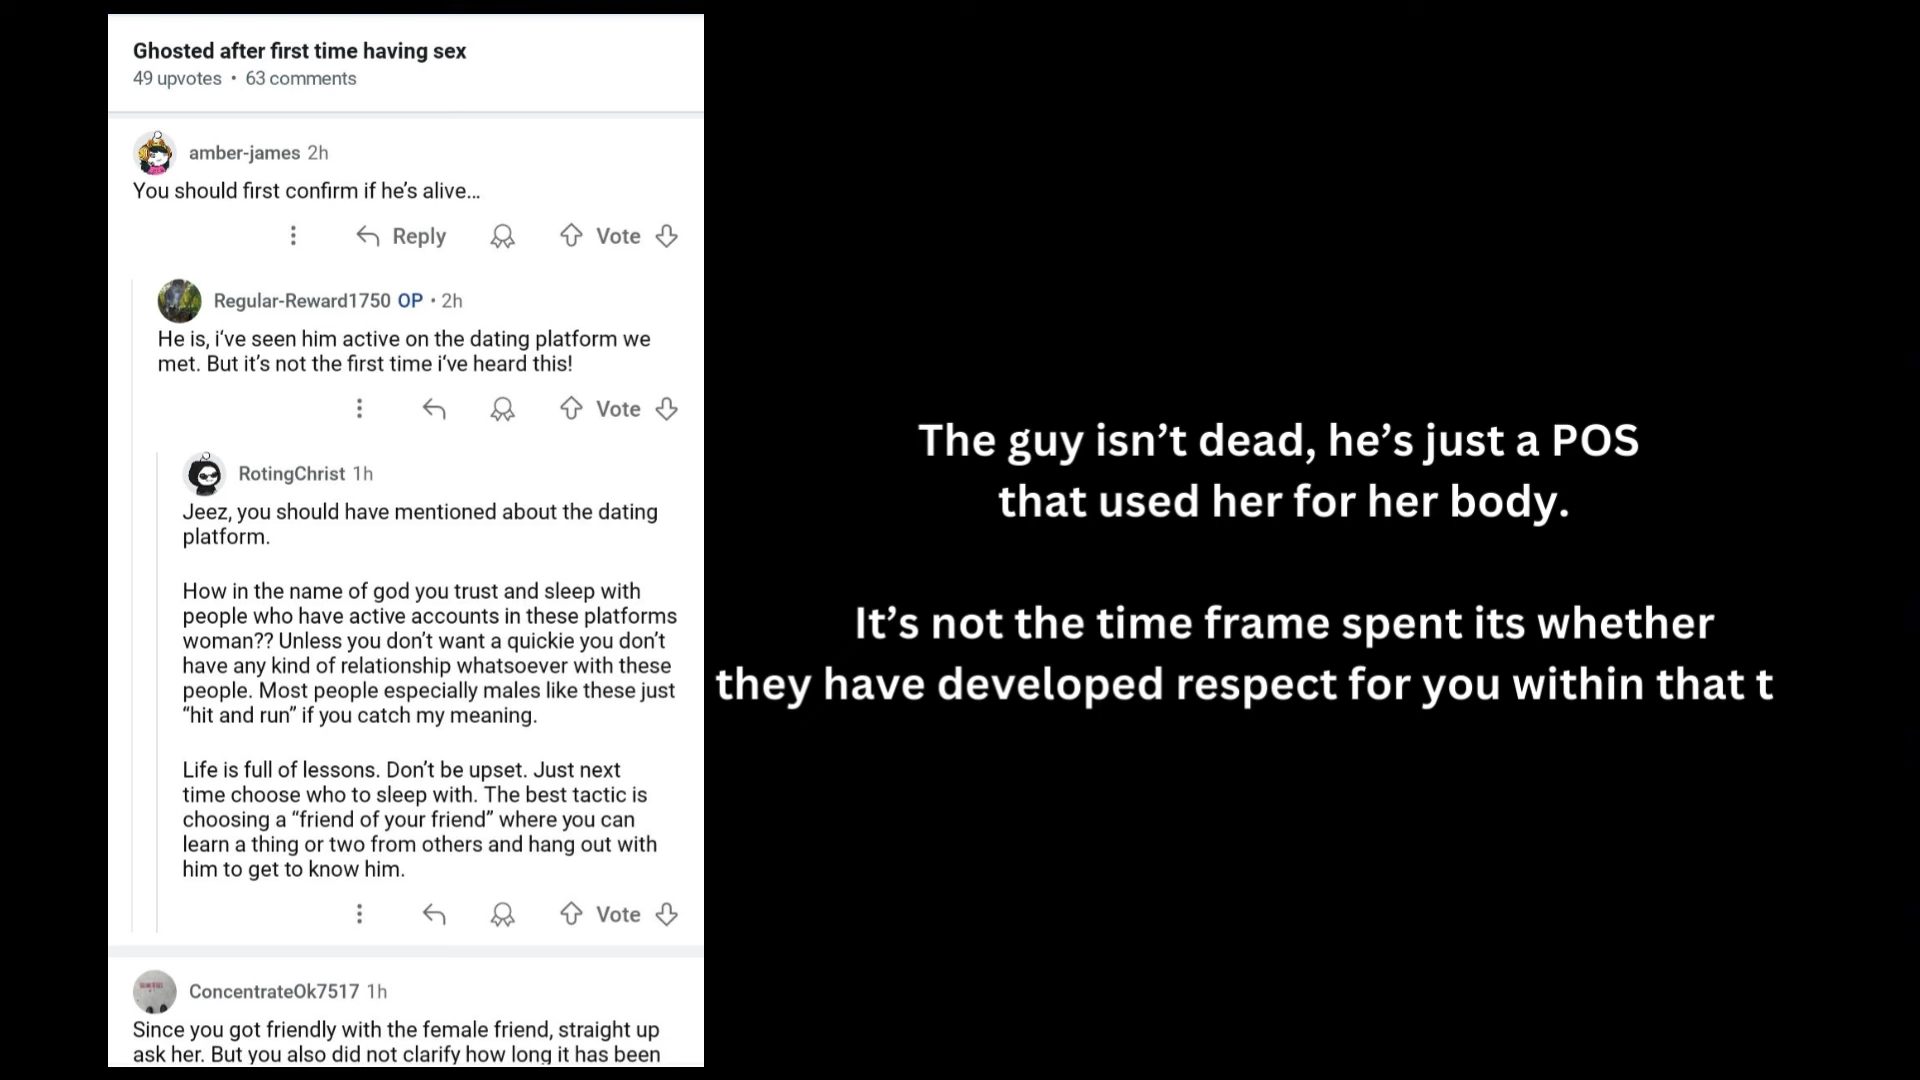 Ghosted after first time having sex
49 upvotes • 63 comments
amber-james 2h
You should first confirm if he's alive...
Reply
Vote
Regular-Reward1750 OP • 2h
He is, i've seen him active on the dating platform we
met. But it's not the first time i've heard this!
Vote
RotingChrist 1h
Jeez, you should have mentioned about the dating
platform.
How in the name of god you trust and sleep with
people who have active accounts in these platforms
woman?? Unless you don't want a quickie you don't
have any kind of relationship whatsoever with these
people. Most people especially males like these just
“hit and run” if you catch my meaning.
Life is full of lessons. Don't be upset. Just next
time choose who to sleep with. The best tactic is
choosing a “friend of your friend” where you can
learn a thing or two from others and hang out with
him to get to know him.
Vote
ConcentrateOk7517 1h
Since you got friendly with the female friend, straight up
ask her. But you also did not clarify how long it has been
The guy isn’t dead, he’s just a POS
that used her for her body.
It’s not the time frame spent its whether
they have developed respect for you within that t